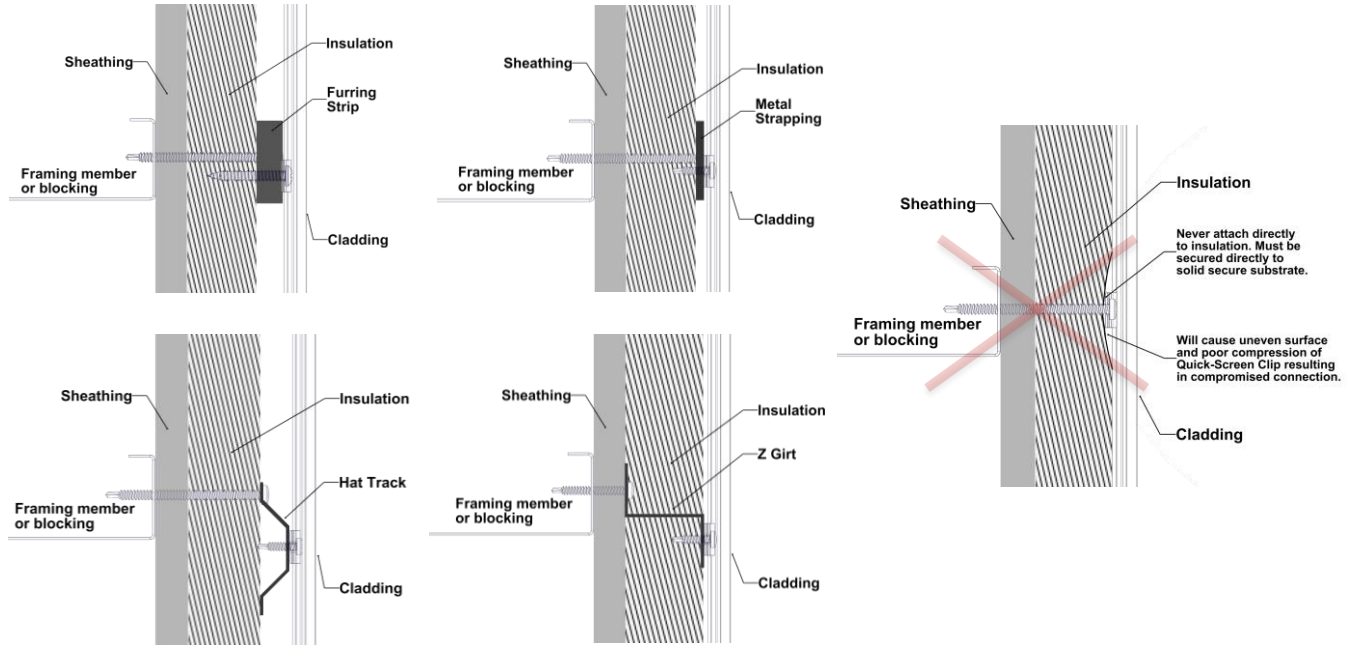 Sheathing
Insulation
Furring
Strip
Framing member
or blocking
Cladding
Sheathing
Insulation
Metal
Strapping
Framing member
or blocking
Cladding
Sheathing
Insulation
Never attach directly
to insulation. Must be
secured directly to
solid secure substrate.
Framing member
or blocking
Will cause uneven surface
and poor compression of
Quick-Screen Clip resulting
in compromised connection.
Cladding
Sheathing
Insulation
Hat Track
Framing member
or blocking
Cladding
Sheathing
Insulation
Z Girt
Framing member
or blocking
Cladding